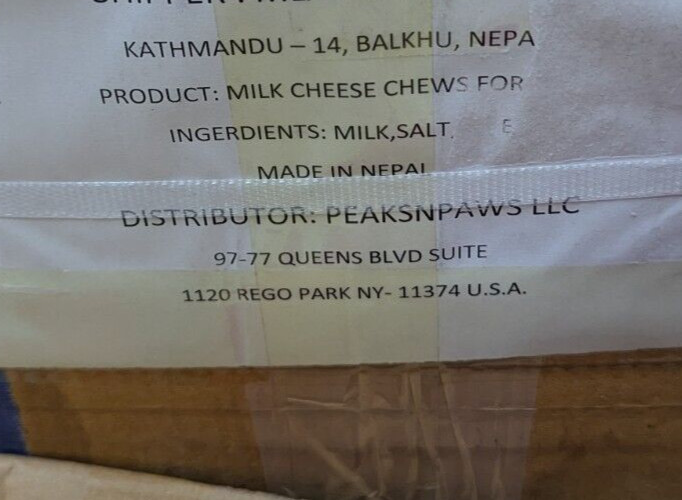 KATHMANDU – 14, BALKHU, NEPA
PRODUCT: MILK CHEESE CHEWS FOR
INGERDIENTS: MILK,SALT.
MADE IN NEPAL
DISTRIBUTOR: PEAKSNPAWS LLC
97-77 QUEENS BLVD SUITE
1120 REGO PARK NY- 11374 U.S.A.